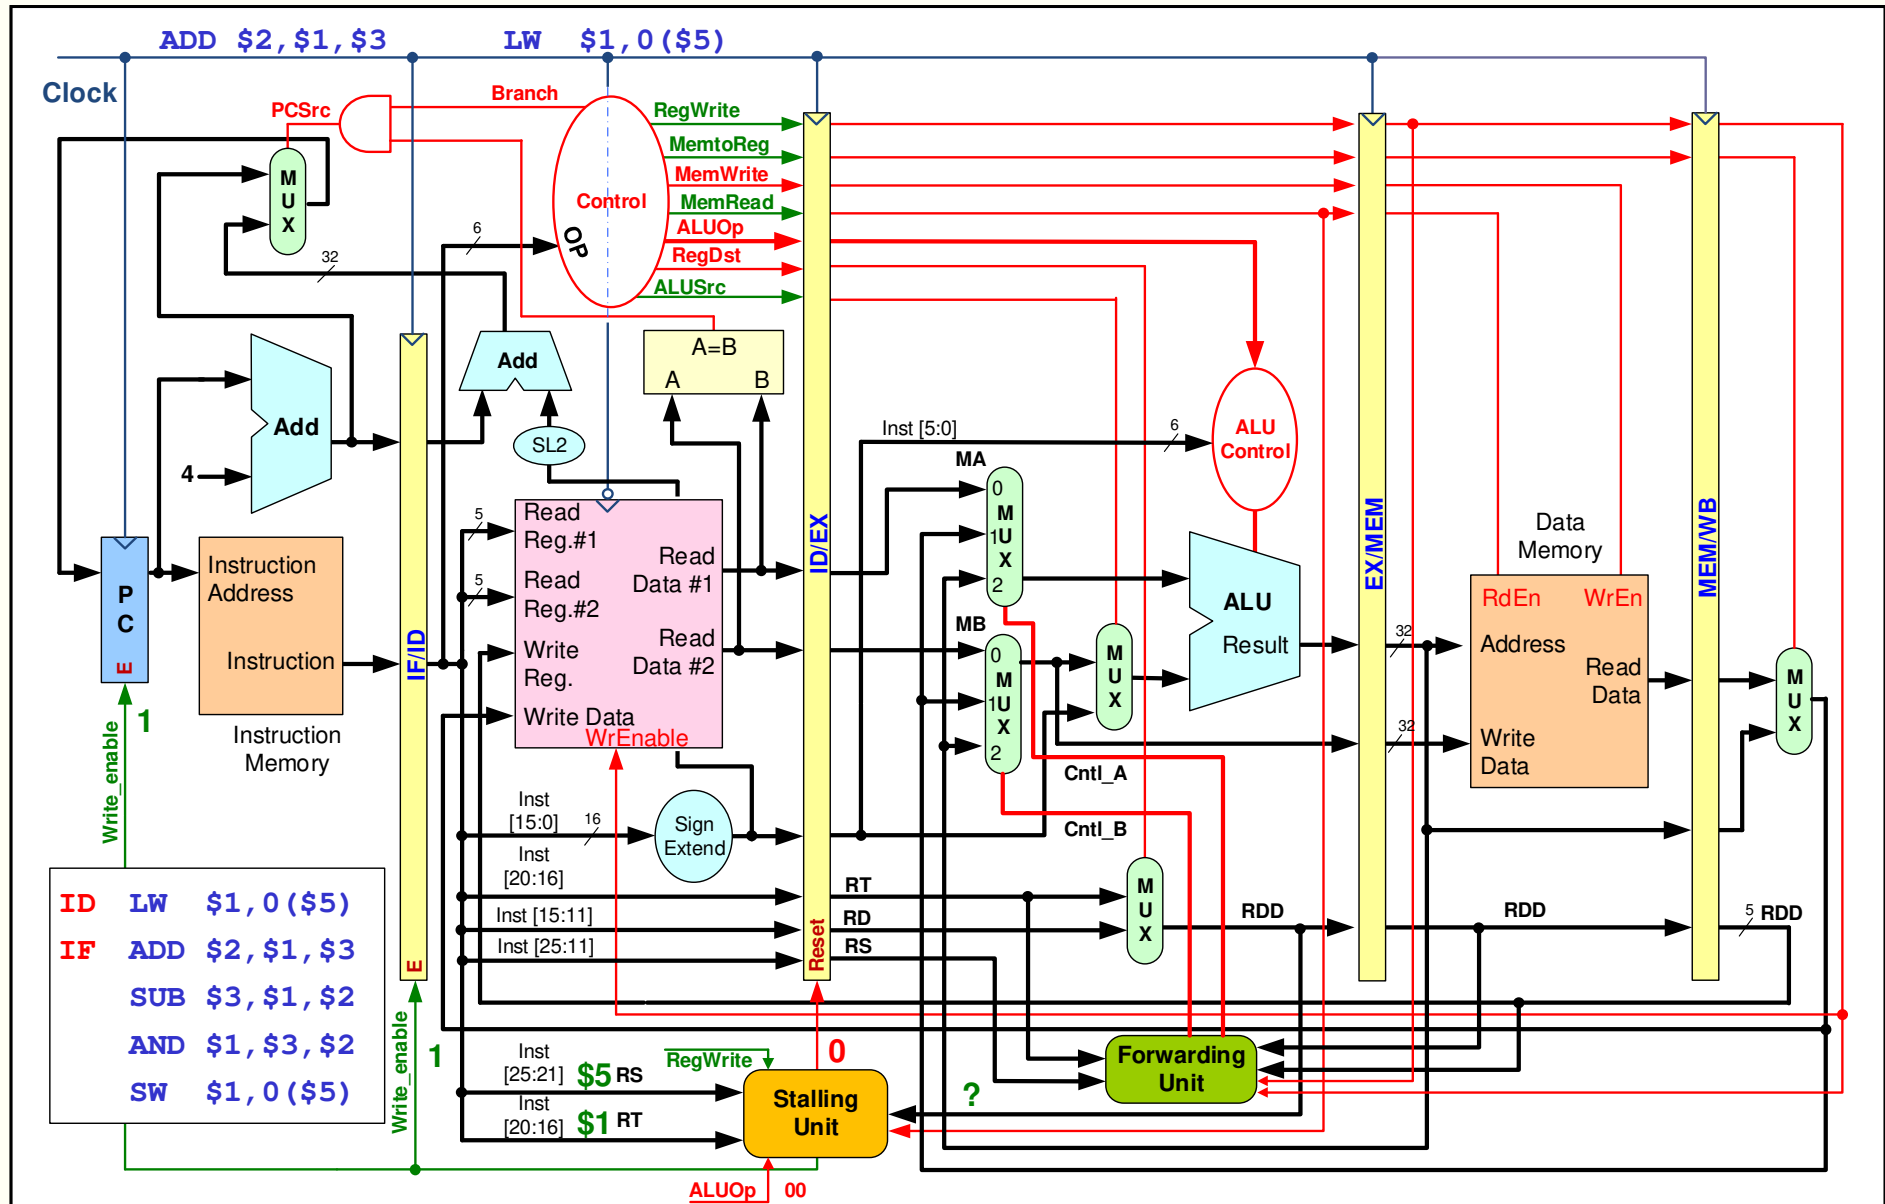 ADD $2,$1,$3
LW $1,0($5)
Clock
PCSrc
Branch
RegWrite
MemtoReg
MemWrite
MemRead
ALUOp
RegDst
ALUSrc
Control
OP
M
U
X
6
32
Add
4
Add
SL2
A=B
A
B
Inst [5:0]
6
ALU
Control
MA
0
M
1U
X
2
MB
0
M
1U
X
2
M
U
X
ALU
Result
P
C
E
Instruction
Address
Instruction
Instruction
Memory
IF/ID
E
5
Read
Reg.#1
5
Read
Reg.#2
Write
Reg.
Write Data
WrEnable
Read
Data #1
Read
Data #2
ID/EX
Reset
EX/MEM
MEM/WB
Data
Memory
RdEn
WrEn
32
Address
Read
Data
32
Write
Data
M
U
X
Cntl_A
Cntl_B
Write_enable
1
Inst
[15:0]
16
Sign
Extend
Inst
[20:16]
Inst [15:11]
Inst [25:11]
RT
RD
RS
M
U
X
RDD
RDD
5
RDD
ID LW $1,0($5)
IF ADD $2,$1,$3
SUB $3,$1,$2
AND $1,$3,$2
SW $1,0($5)
Write_enable
1
Inst
[25:21]
$5 RS
Inst
[20:16]
$1 RT
RegWrite
0
Stalling
Unit
?
Forwarding
Unit
ALUOp 00